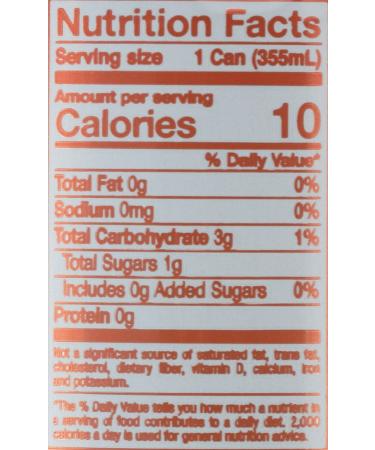 Nutrition Facts
Serving size 1 Can (355mL)
Amount per serving
Calories 10
% Daily Value*
Total Fat 0g 0%
Sodium 0mg 0%
Total Carbohydrate 3g 1%
Total Sugars 1g
Includes 0g Added Sugars 0%
Protein 0g
Not a significant source of saturated fat, trans fat,
cholesterol, dietary fiber, vitamin D, calcium, iron
and potassium.
*The % Daily Value tells you how much a nutrient in
a serving of food contributes to a daily diet. 2,000
calories a day is used for general nutrition advice.